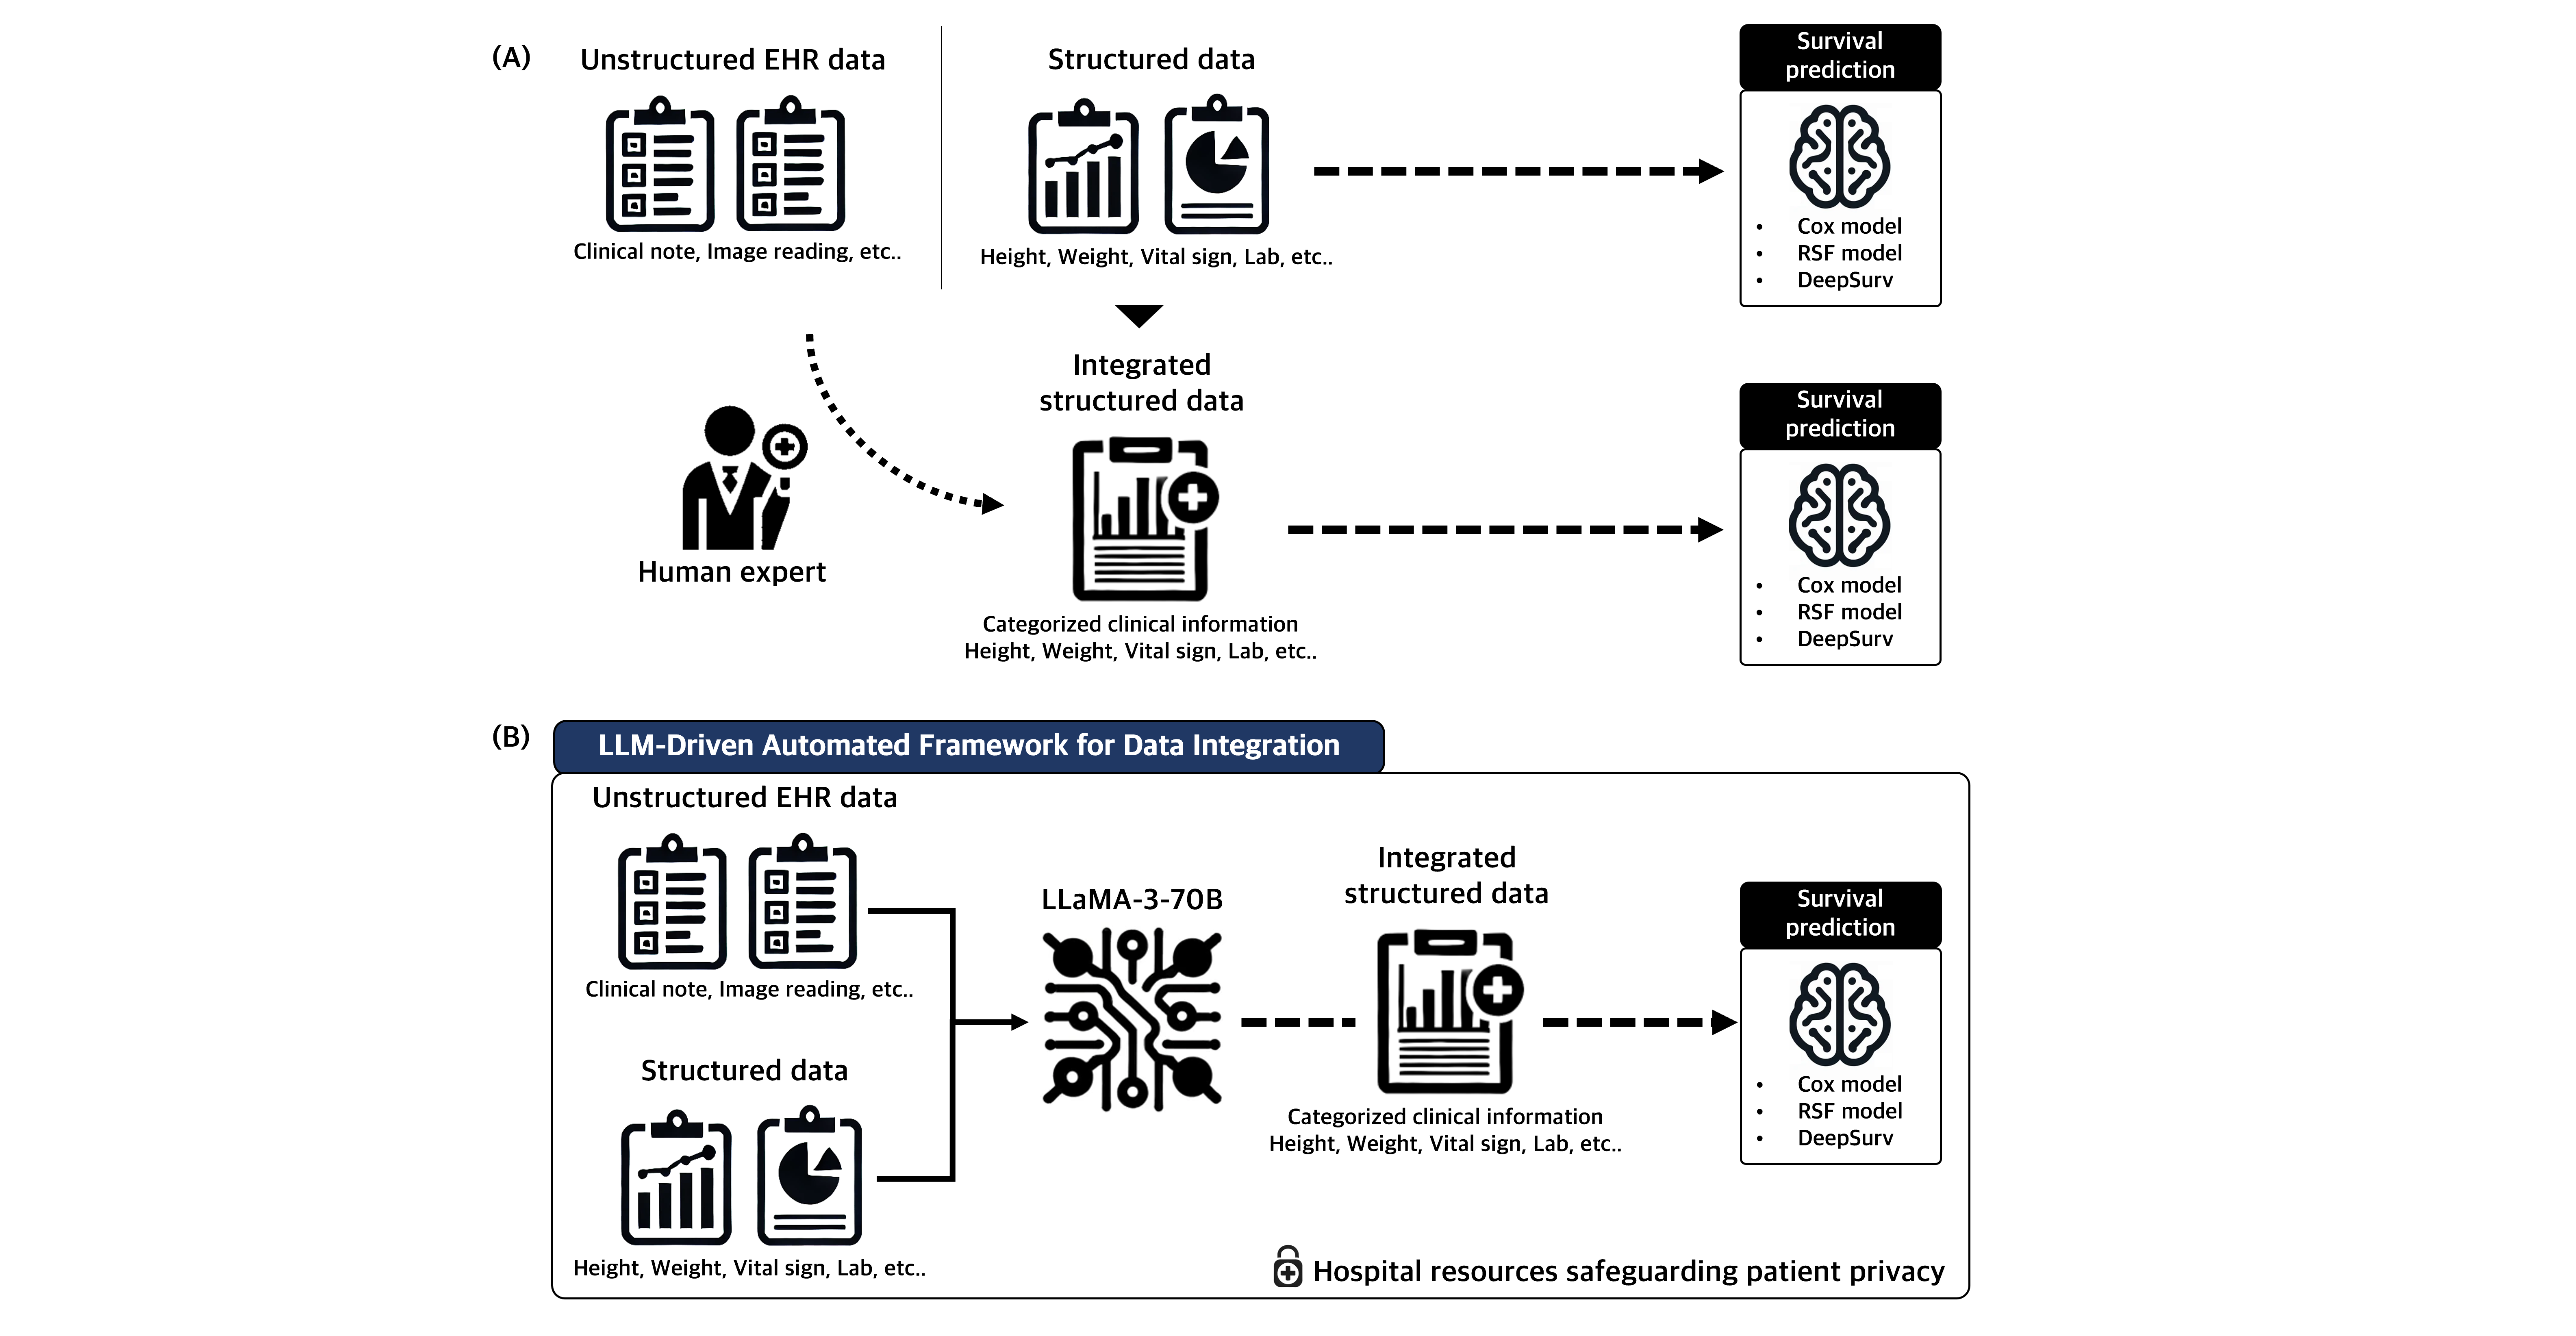 (A)
Unstructured EHR data
Clinical note, Image reading, etc..
Structured data
Height, Weight, Vital sign, Lab, etc..
Survival
prediction
• Cox model
• RSF model
• DeepSurv
Human expert
Integrated
structured data
Categorized clinical information
Height, Weight, Vital sign, Lab, etc..
Survival
prediction
• Cox model
• RSF model
• DeepSurv
(B)
LLM-Driven Automated Framework for Data Integration
Unstructured EHR data
Clinical note, Image reading, etc..
Structured data
Height, Weight, Vital sign, Lab, etc..
LLaMA-3-70B
Integrated
structured data
Categorized clinical information
Height, Weight, Vital sign, Lab, etc..
Survival
prediction
• Cox model
• RSF model
• DeepSurv
Hospital resources safeguarding patient privacy